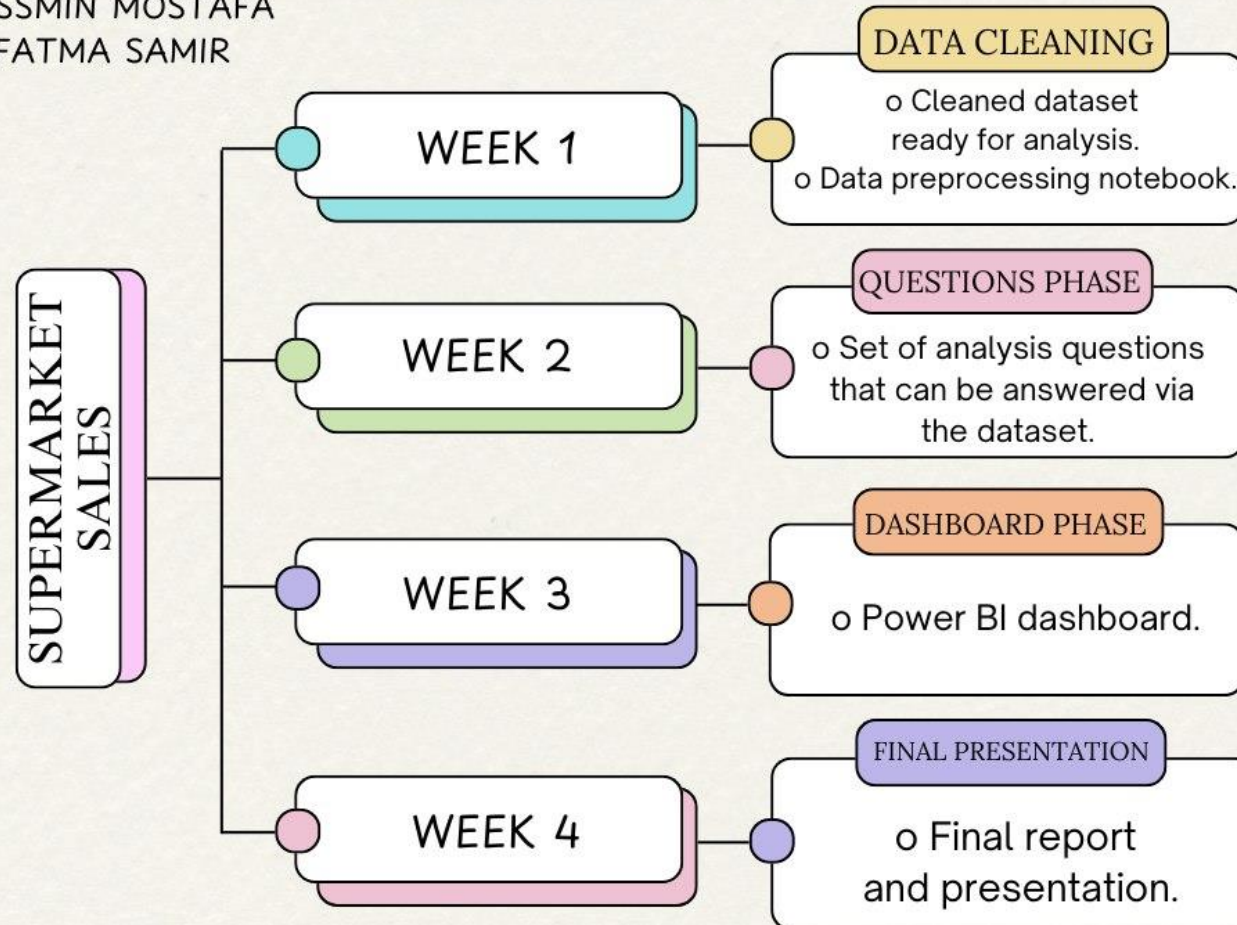 FATMA SAMIR
SUPERMARKET
SALES
WEEK 1
DATA CLEANING
o Cleaned dataset
ready for analysis.
o Data preprocessing notebook.
WEEK 2
QUESTIONS PHASE
o Set of analysis questions
that can be answered via
the dataset.
WEEK 3
DASHBOARD PHASE
o Power BI dashboard.
WEEK 4
FINAL PRESENTATION
o Final report
and presentation.